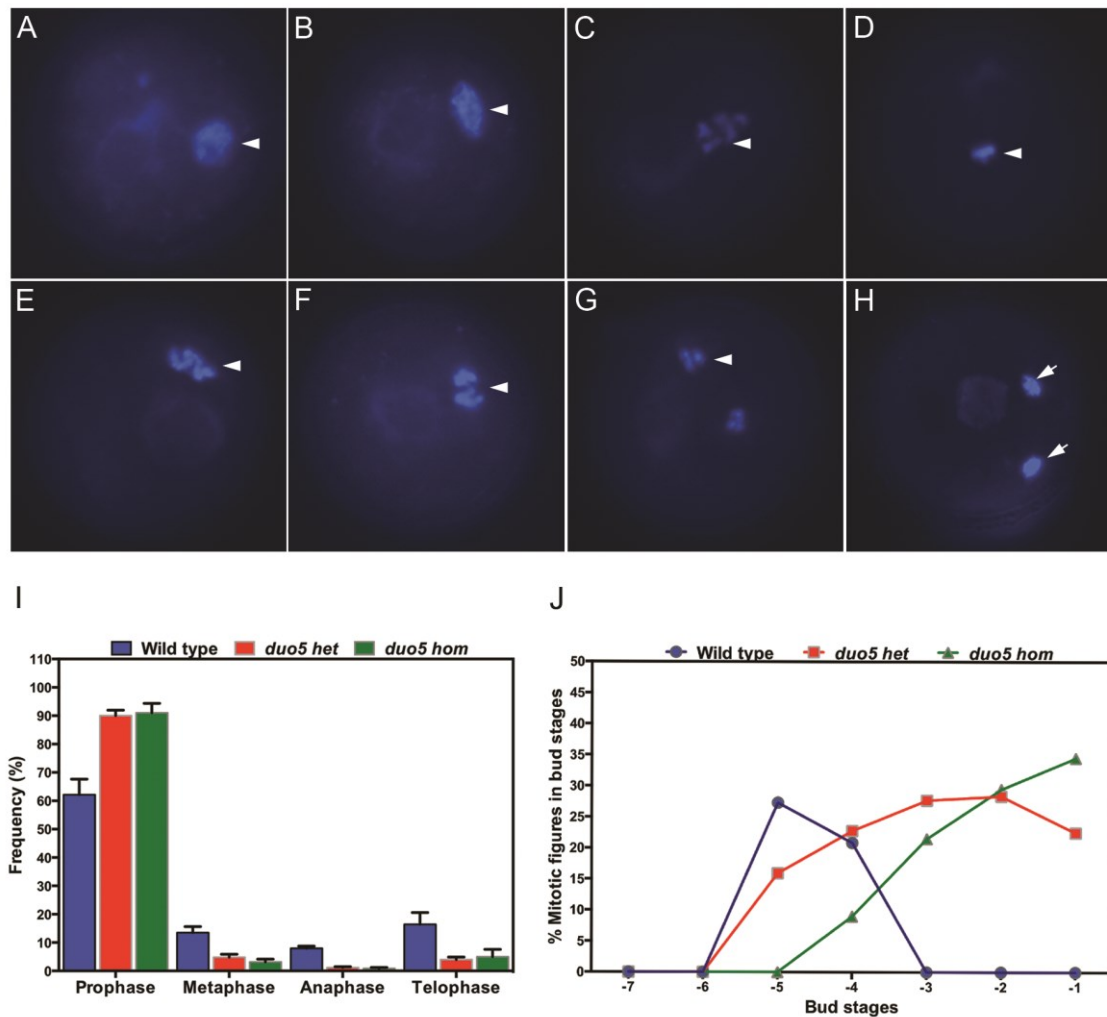 A
B
C
D
E
F
G
H
I
Wild type duo5 het duo5 hom
110
100
90
80
70
60
50
40
30
20
10
0
Frequency (%)
Prophase Metaphase Anaphase Telophase
J
Wild type duo5 het duo5 hom
50
45
40
35
30
25
20
15
10
5
0
% Mitotic figures in bud stages
-7 -6 -5 -4 -3 -2 -1
Bud stages